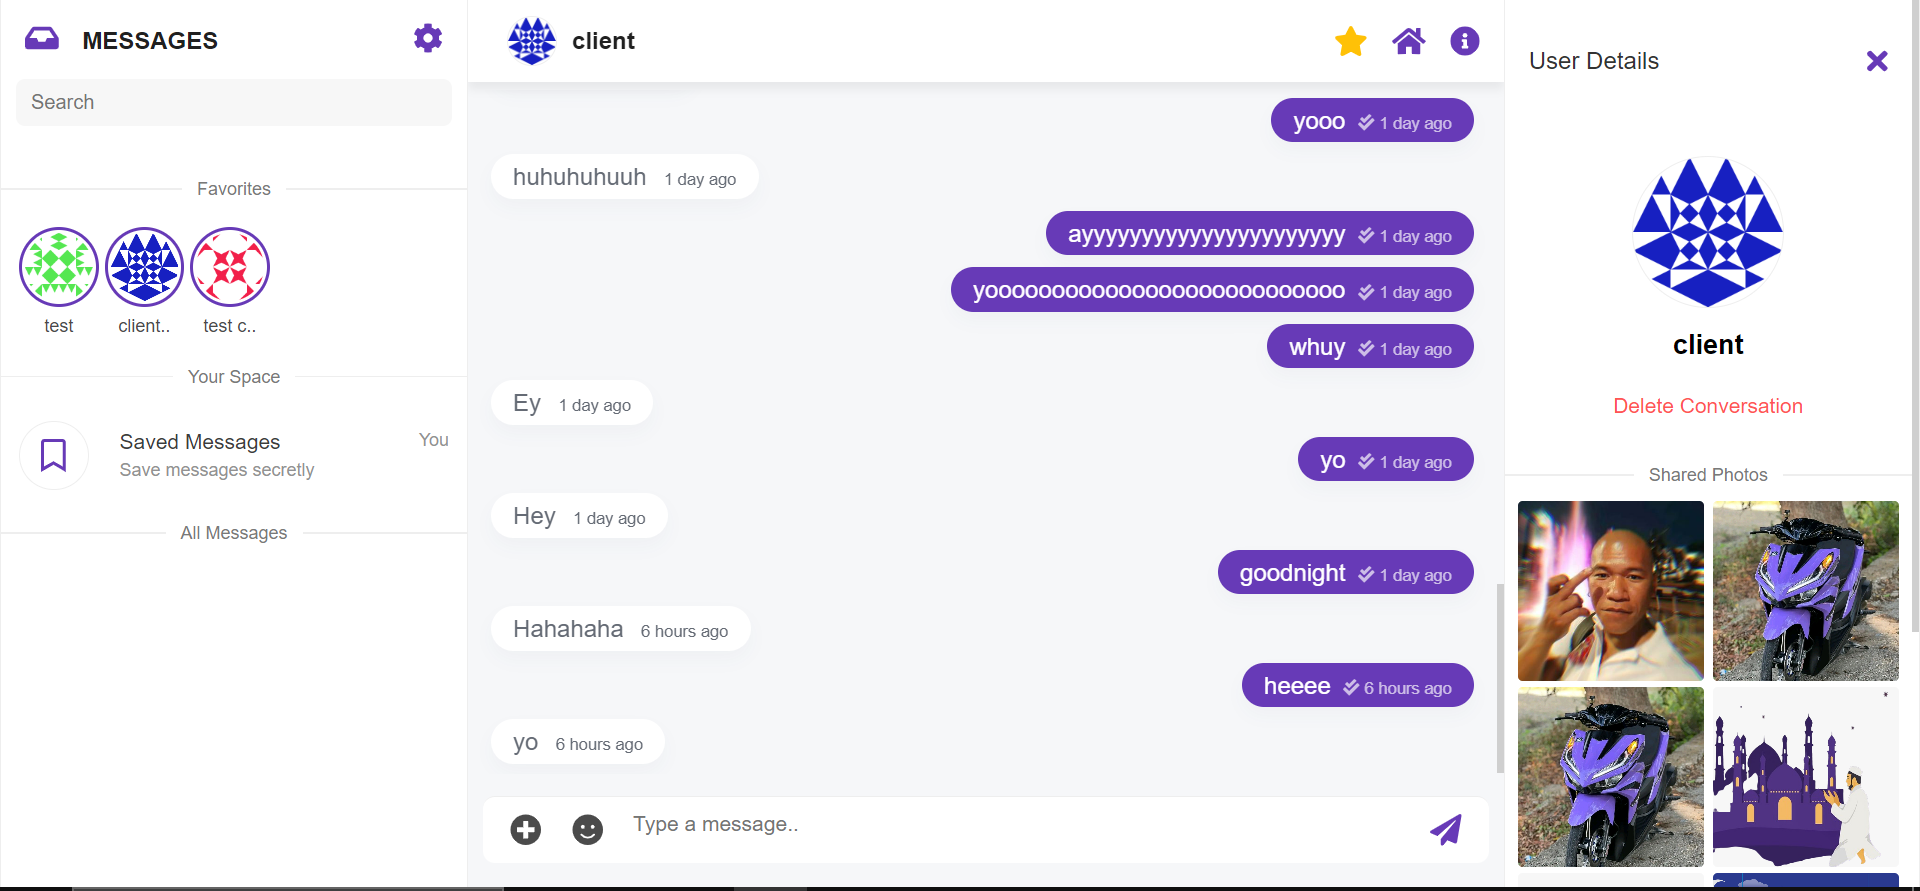 MESSAGES
Search
Favorites
test
client..
test c..
Your Space
Saved Messages
You
Save messages secretly
All Messages
client
yooo 1 day ago
huhuhuhuuh 1 day ago
ayyyyyyyyyyyyyyyyyyyyyy 1 day ago
yooooooooooooooooooooooooooo 1 day ago
whuy 1 day ago
Ey 1 day ago
yo 1 day ago
Hey 1 day ago
goodnight 1 day ago
Hahahaha 6 hours ago
heeee 6 hours ago
yo 6 hours ago
Type a message..
User Details
client
Delete Conversation
Shared Photos